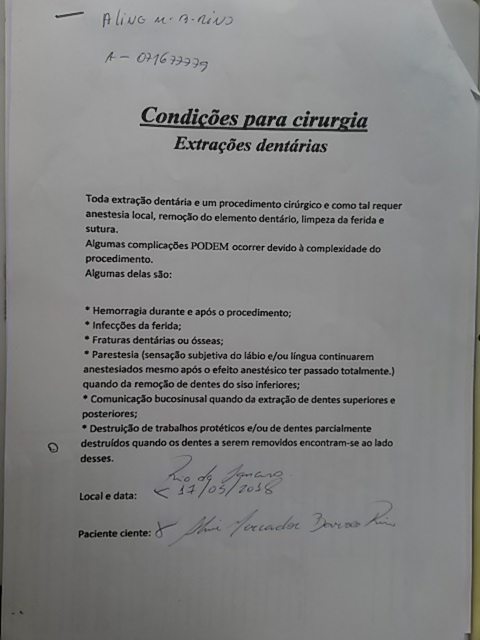 ALINE M. B. RINO
A - 071677779
Condições para cirurgia
Extrações dentárias
Toda extração dentária e um procedimento cirúrgico e como tal requer
anestesia local, remoção do elemento dentário, limpeza da ferida e
sutura.
Algumas complicações PODEM ocorrer devido à complexidade do
procedimento.
Algumas delas são:
* Hemorragia durante e após o procedimento;
* Infecções da ferida;
* Fraturas dentárias ou ósseas;
* Parestesia (sensação subjetiva do lábio e/ou língua continuarem
anestesiados mesmo após o efeito anestésico ter passado totalmente.)
quando da remoção de dentes do siso inferiores;
* Comunicação bucosinusal quando da extração de dentes superiores e
posteriores;
* Destruição de trabalhos protéticos e/ou de dentes parcialmente
destruídos quando os dentes a serem removidos encontram-se ao lado
desses.
Rio de Janeiro
Local e data: 17/05/2018
Paciente ciente: